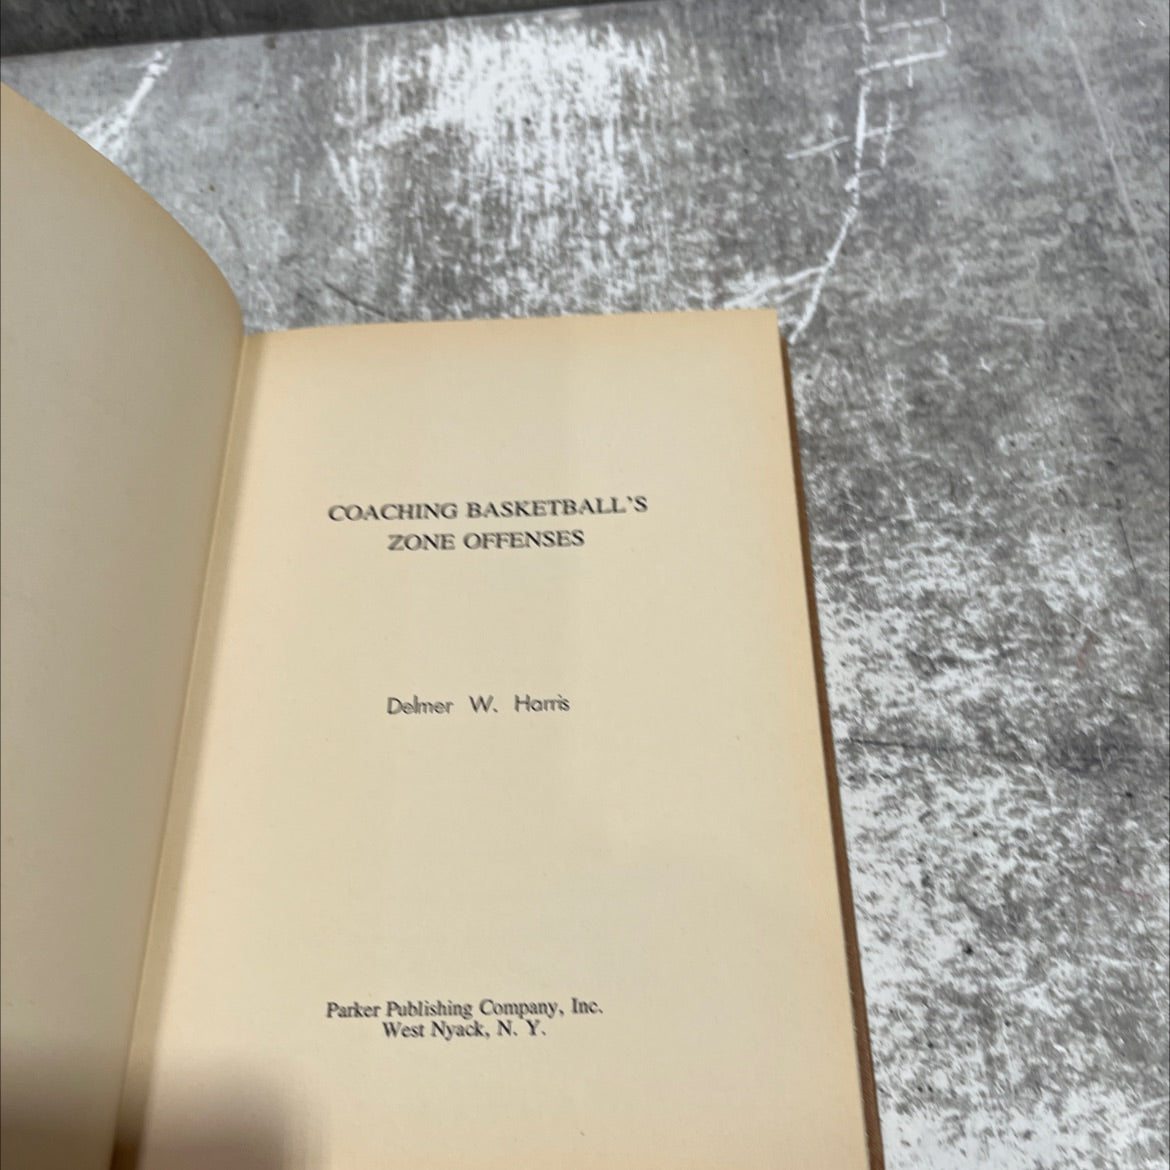 COACHING BASKETBALL'S
ZONE OFFENSES
Delmer W. Harris
Parker Publishing Company, Inc.
West Nyack, N. Y.